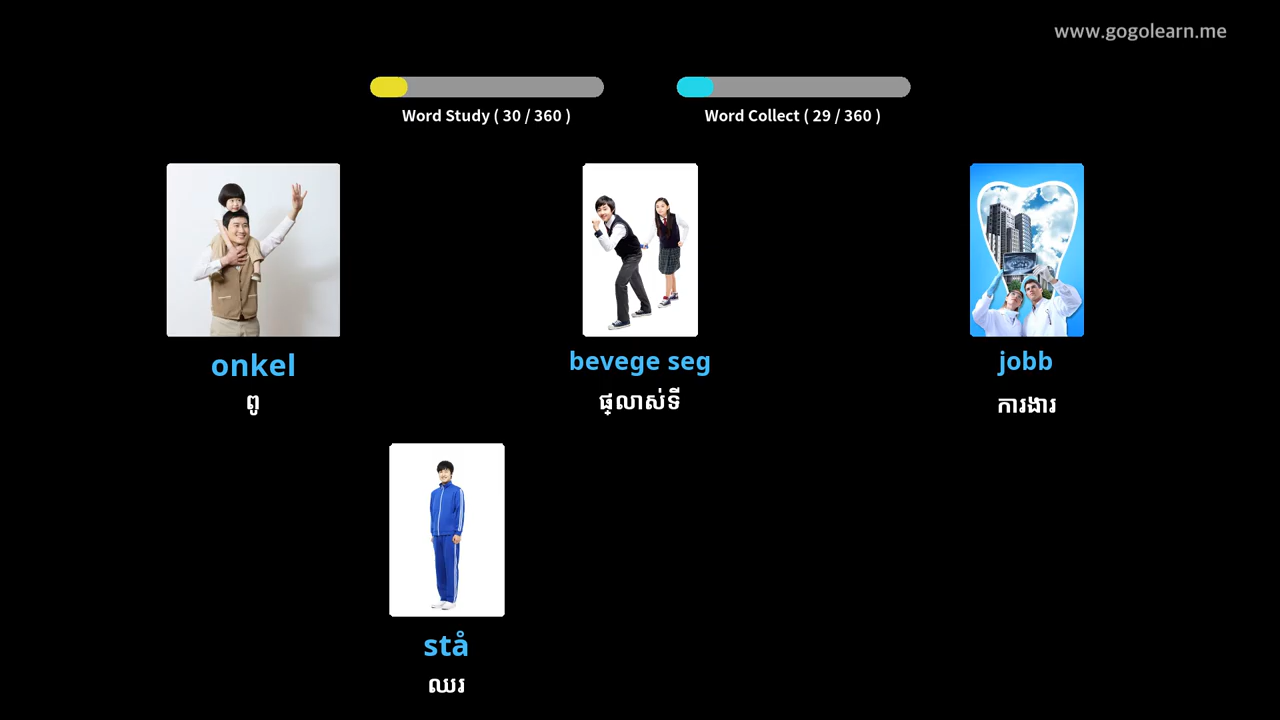 www.gogolearn.me
Word Study ( 30 / 360 )
Word Collect ( 29 / 360 )
onkel
ពូ
bevege seg
ផ្លាស់ទី
jobb
ការងារ
stå
ឈរ